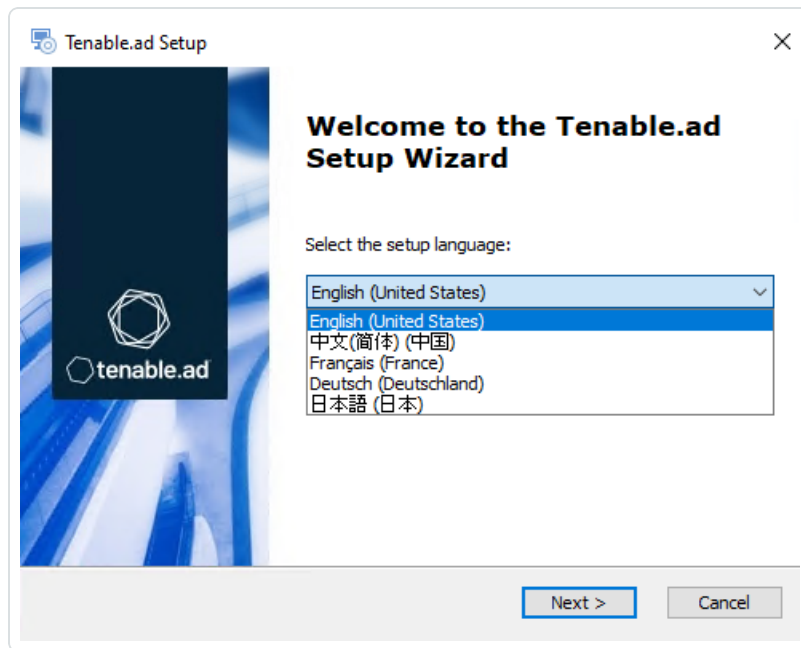 Tenable.ad Setup
Welcome to the Tenable.ad
Setup Wizard
Select the setup language:
English (United States)
English (United States)
中文(简体) (中国)
Français (France)
Deutsch (Deutschland)
日本語 (日本)
tenable.ad
Next >
Cancel